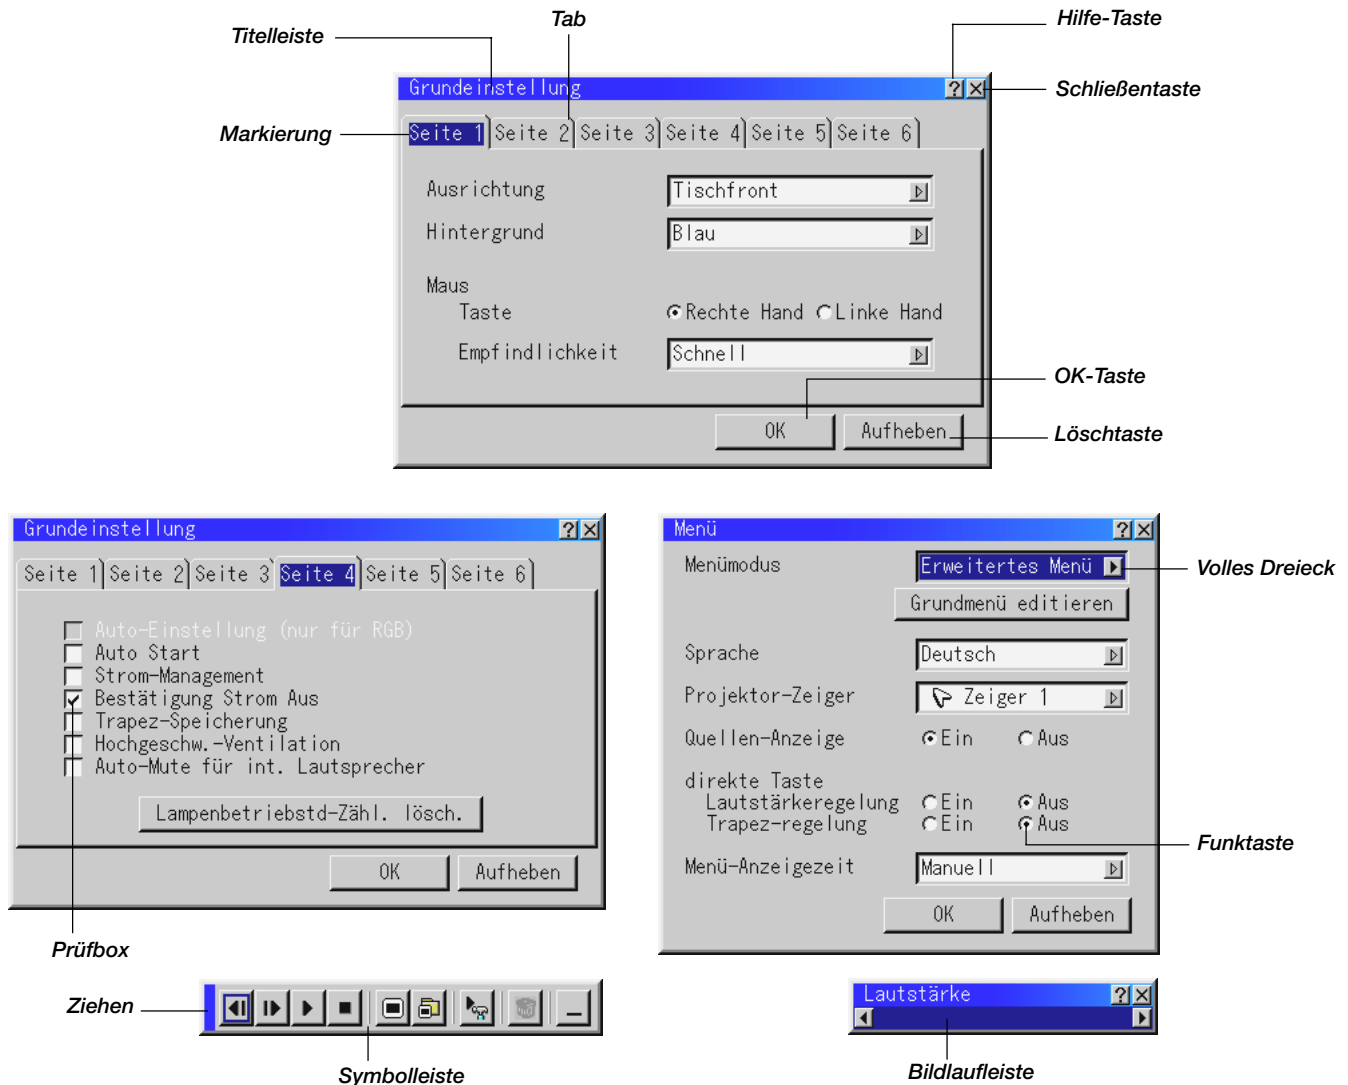 Tab
Hilfe-Taste
Titelleiste
Grundeinstellung
Schließentaste
Markierung
Seite 1 Seite 2 Seite 3 Seite 4 Seite 5 Seite 6
Ausrichtung Tischfront
Hintergrund Blau
Maus
Taste Rechte Hand Linke Hand
Empfindlichkeit Schnell
OK-Taste
OK Aufheben
Löschtaste
Grundeinstellung
Seite 1 Seite 2 Seite 3 Seite 4 Seite 5 Seite 6
Auto-Einstellung (nur für RGB)
Auto Start
Strom-Management
Bestätigung Strom Aus
Trapez-Speicherung
Hochgeschw.-Ventilation
Auto-Mute für int. Lautsprecher
Lampenbetriebstd-Zähl. lösch.
OK Aufheben
Prüfbox
Menü
Menümodus Erweitertes Menü
Volles Dreieck
Grundmenü editieren
Sprache Deutsch
Projektor-Zeiger Zeiger 1
Quellen-Anzeige Ein Aus
direkte Taste
Lautstärkeregelung Ein Aus
Trapez-regelung Ein Aus
Funktaste
Menü-Anzeigezeit Manuell
OK Aufheben
Ziehen
Symbolleiste
Lautstärke
Bildlaufleiste